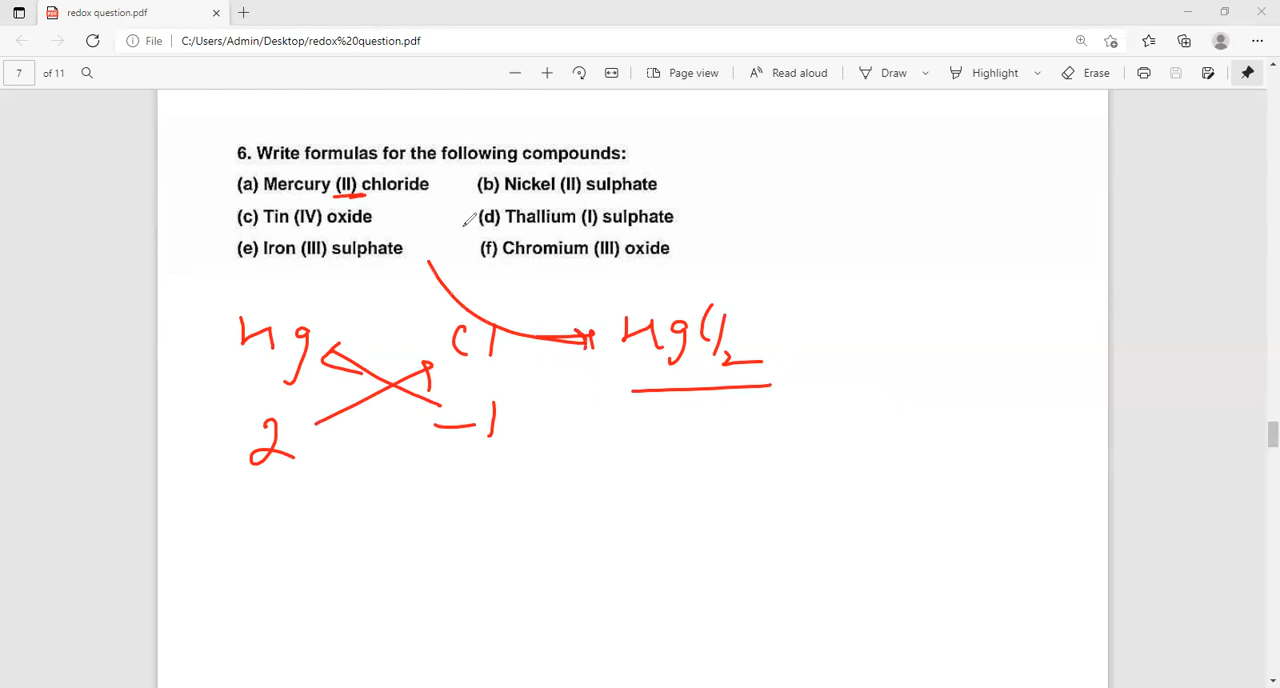 redox question.pdf
File C:/Users/Admin/Desktop/redox%20question.pdf
7 of 11 Page view Read aloud Draw Highlight Erase
6. Write formulas for the following compounds:
(a) Mercury (II) chloride (b) Nickel (II) sulphate
(c) Tin (IV) oxide (d) Thallium (I) sulphate
(e) Iron (III) sulphate (f) Chromium (III) oxide
Hg Cl HgCl2
2 -1